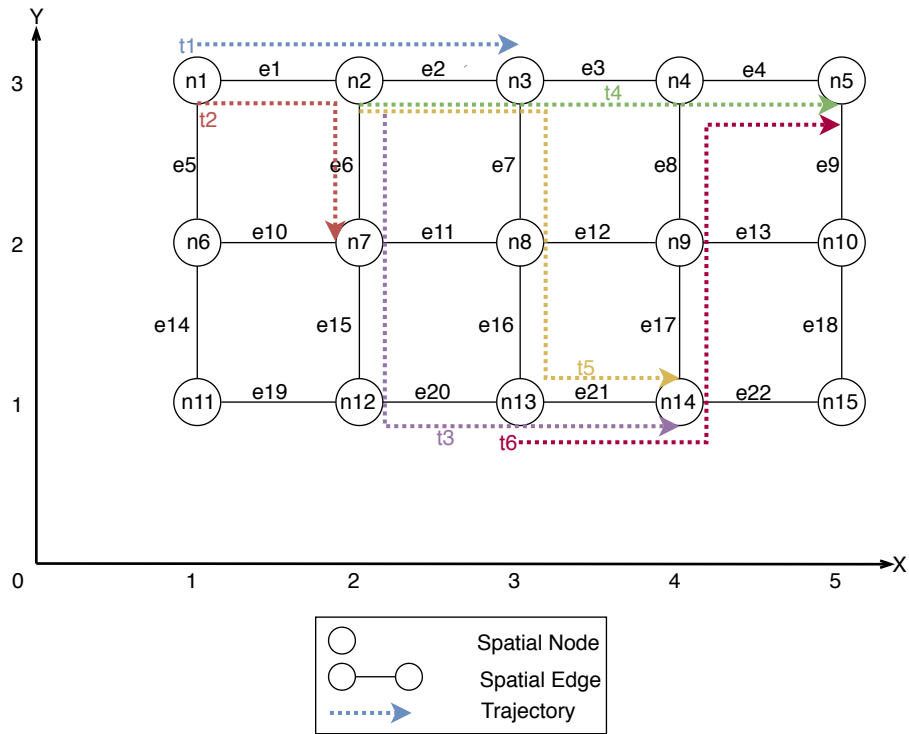 Y
t1
e1 e2 e3 e4
3 n1 n2 n3 n4 n5
t2 t4
e5 e6 e7 e8 e9
2 n6 e10 n7 e11 n8 e12 n9 e13 n10
e14 e15 e16 e17 e18
t5
1 n11 e19 n12 e20 n13 e21 n14 e22 n15
t3 t6
X
0 1 2 3 4 5
Spatial Node
Spatial Edge
Trajectory